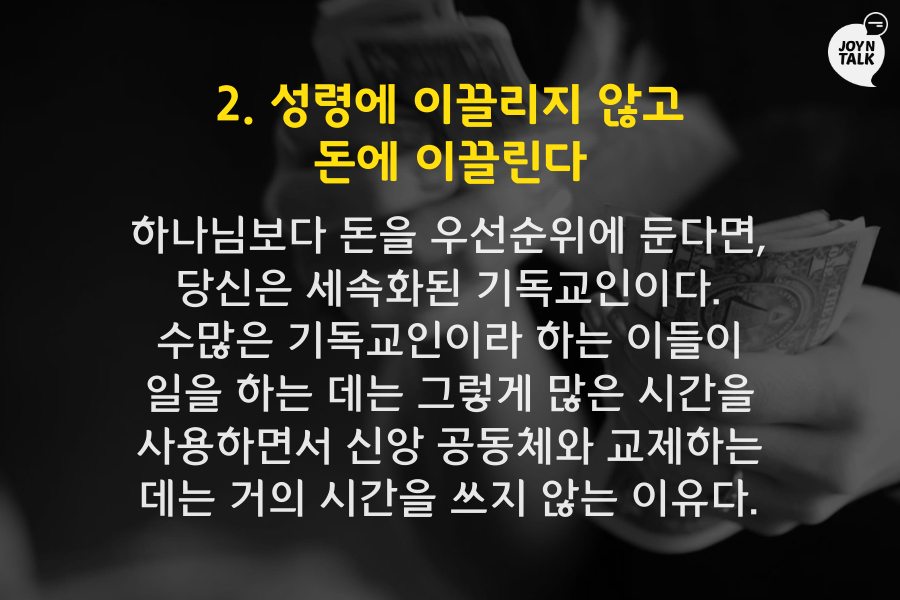 JOYN
TALK
2. 성령에 이끌리지 않고
돈에 이끌린다
하나님보다 돈을 우선순위에 둔다면,
당신은 세속화된 기독교인이다.
수많은 기독교인이라 하는 이들이
일을 하는 데는 그렇게 많은 시간을
사용하면서 신앙 공동체와 교제하는
데는 거의 시간을 쓰지 않는 이유다.